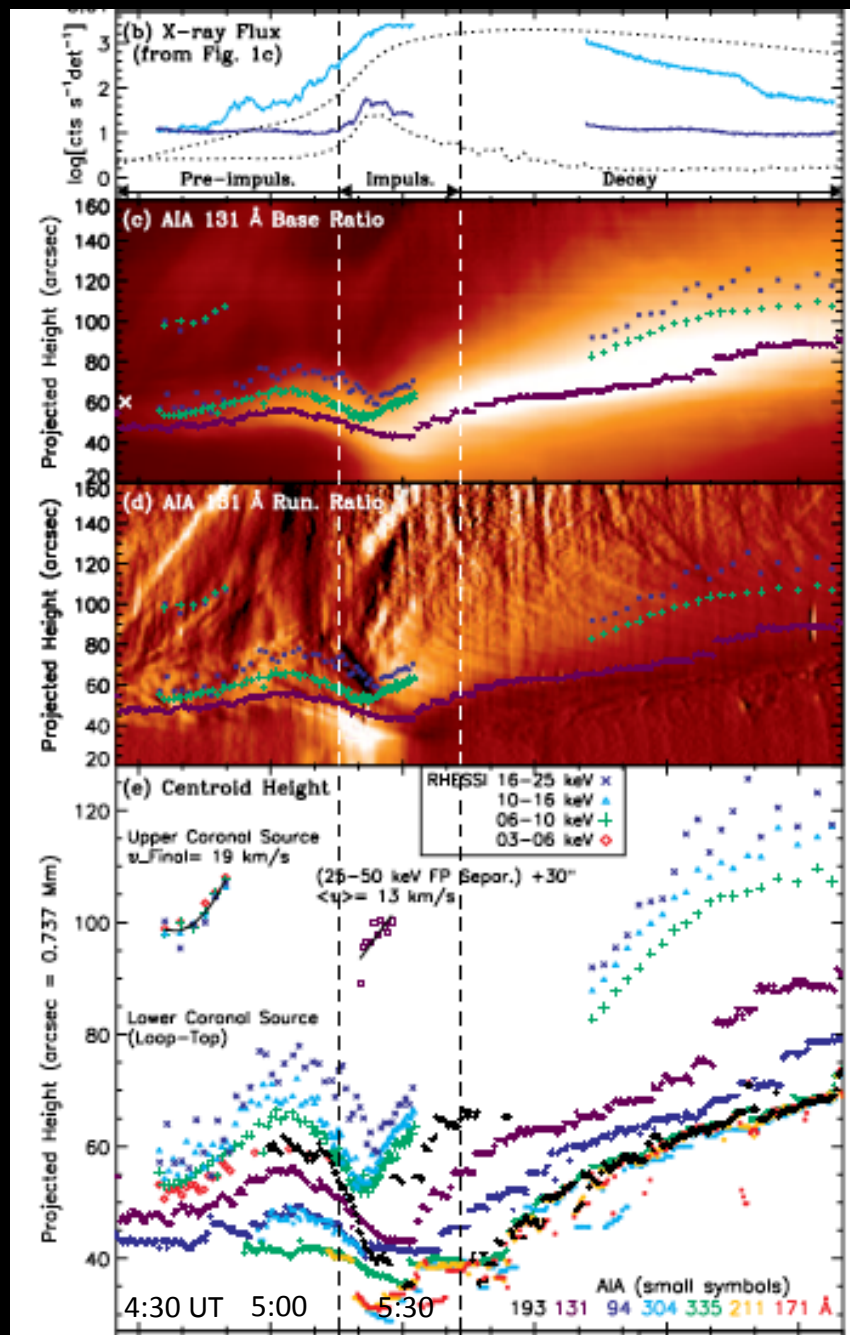 (b) X-ray Flux
(from Fig. 1c)
log[cts s⁻¹det⁻¹]
3
2
1
0
Pre-impuls.
Impuls.
Decay
(c) AIA 131 Å Base Ratio
Projected Height (arcsec)
160
140
120
100
80
60
40
20
(d) AIA 131 Å Run. Ratio
Projected Height (arcsec)
160
140
120
100
80
60
40
20
(e) Centroid Height
RHESSI 16-25 keV
10-16 keV
06-10 keV
03-06 keV
Upper Coronal Source
v_Final= 19 km/s
(25-50 keV FP Separ.) +30"
<v>= 13 km/s
Lower Coronal Source
(Loop-Top)
Projected Height (arcsec = 0.737 Mm)
120
100
80
60
40
AIA (small symbols)
193 131 94 304 335 211 171 Å
4:30 UT 5:00 5:30